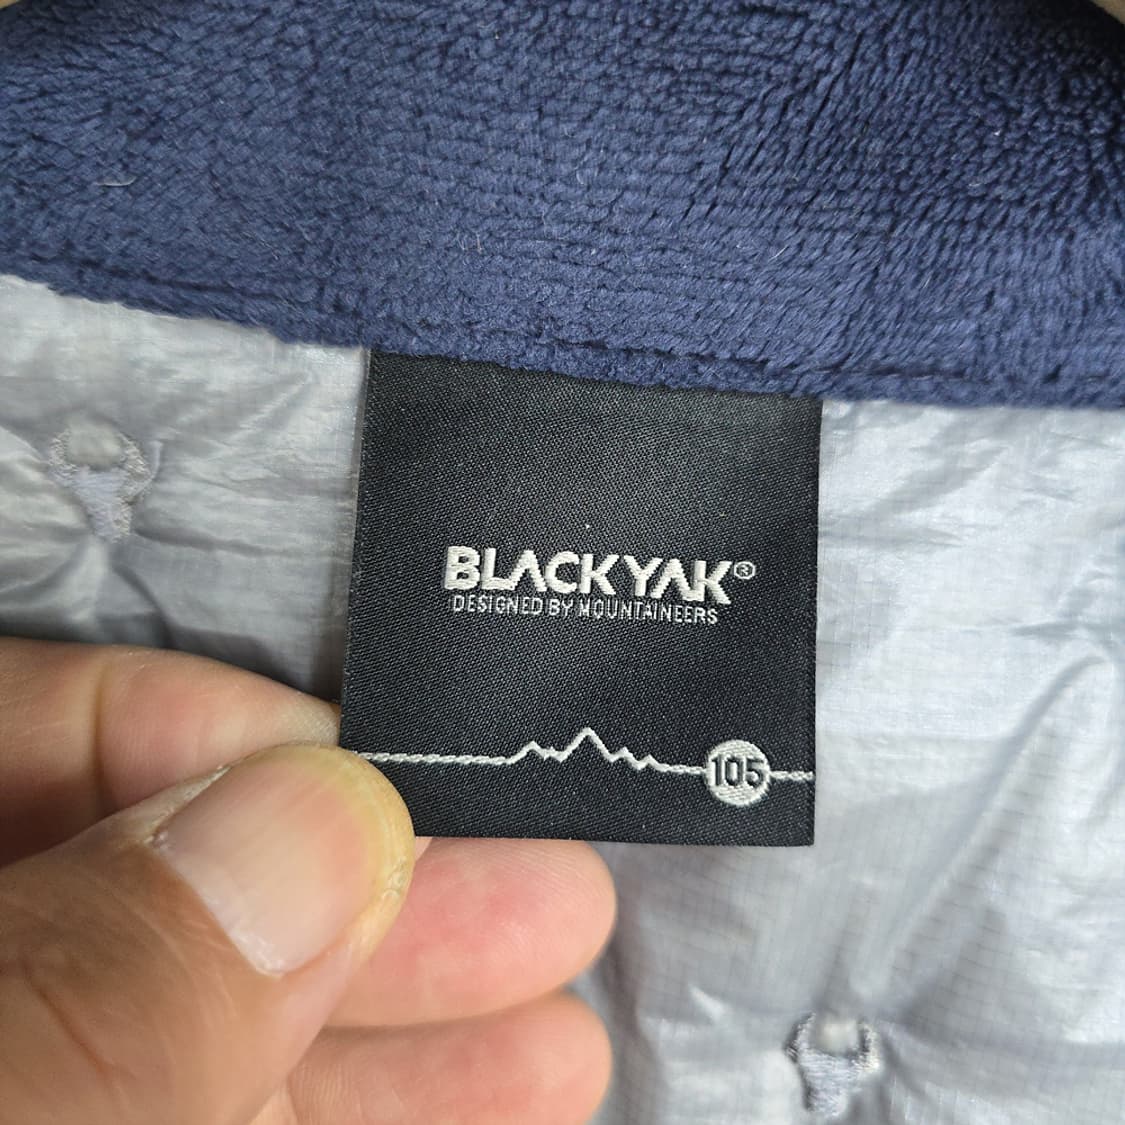 BLACKYAK®
DESIGNED BY MOUNTAINEERS
105